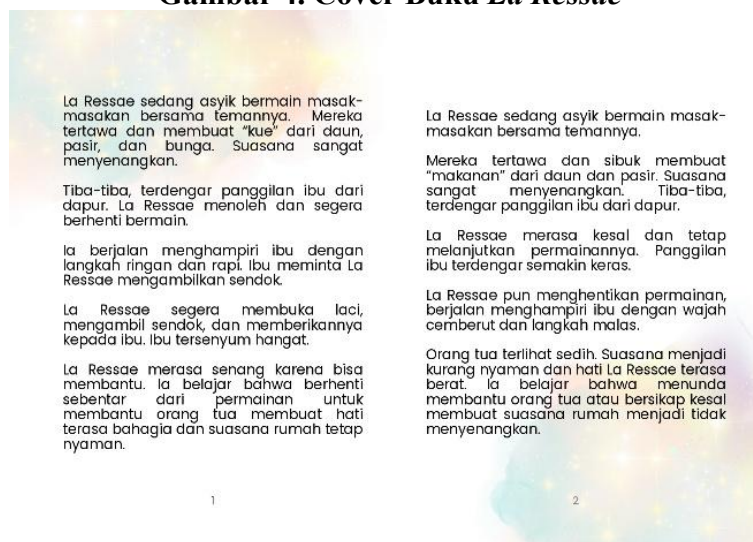 Gambar 4. Cover Buku La Ressae
La Ressae sedang asyik bermain masak-
masakan bersama temannya. Mereka
tertawa dan membuat “kue” dari daun,
pasir, dan bunga. Suasana sangat
menyenangkan.
Tiba-tiba, terdengar panggilan ibu dari
dapur. La Ressae menoleh dan segera
berhenti bermain.
Ia berjalan menghampiri ibu dengan
langkah ringan dan rapi. Ibu meminta La
Ressae mengambilkan sendok.
La Ressae segera membuka laci,
mengambil sendok, dan memberikannya
kepada ibu. Ibu tersenyum hangat.
La Ressae merasa senang karena bisa
membantu. Ia belajar bahwa berhenti
sebentar dari permainan untuk
membantu orang tua membuat hati
terasa bahagia dan suasana rumah tetap
nyaman.
1
La Ressae sedang asyik bermain masak-
masakan bersama temannya.
Mereka tertawa dan sibuk membuat
“makanan” dari daun dan pasir. Suasana
sangat menyenangkan. Tiba-tiba,
terdengar panggilan ibu dari dapur.
La Ressae merasa kesal dan tetap
melanjutkan permainannya. Panggilan
ibu terdengar semakin keras.
La Ressae pun menghentikan permainan,
berjalan menghampiri ibu dengan wajah
cemberut dan langkah malas.
Orang tua terlihat sedih. Suasana menjadi
kurang nyaman dan hati La Ressae terasa
berat. Ia belajar bahwa menunda
membantu orang tua atau bersikap kesal
membuat suasana rumah menjadi tidak
menyenangkan.
2